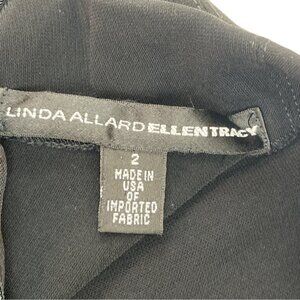 LINDA ALLARD ELLEN TRACY
2
MADE IN
USA
OF
IMPORTED
FABRIC